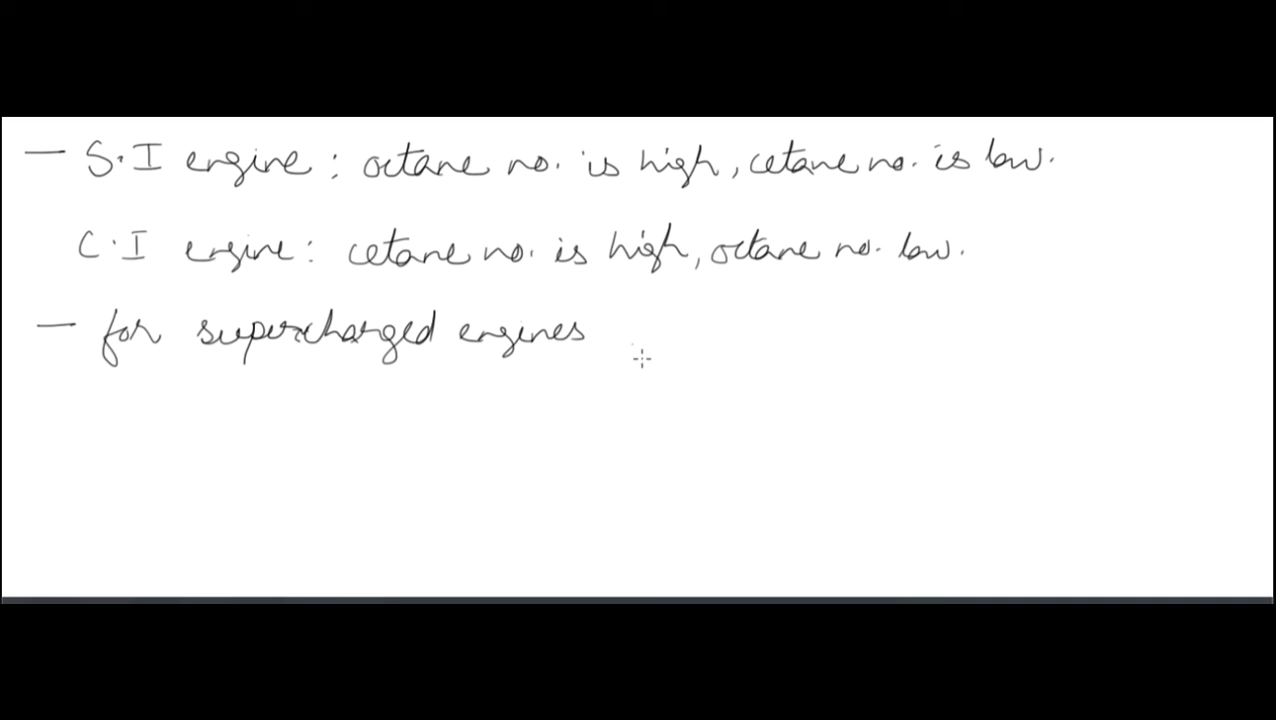 — S.I engine : octane no. is high, cetane no. is low.
C.I engine : cetane no. is high, octane no. low.
— for supercharged engines